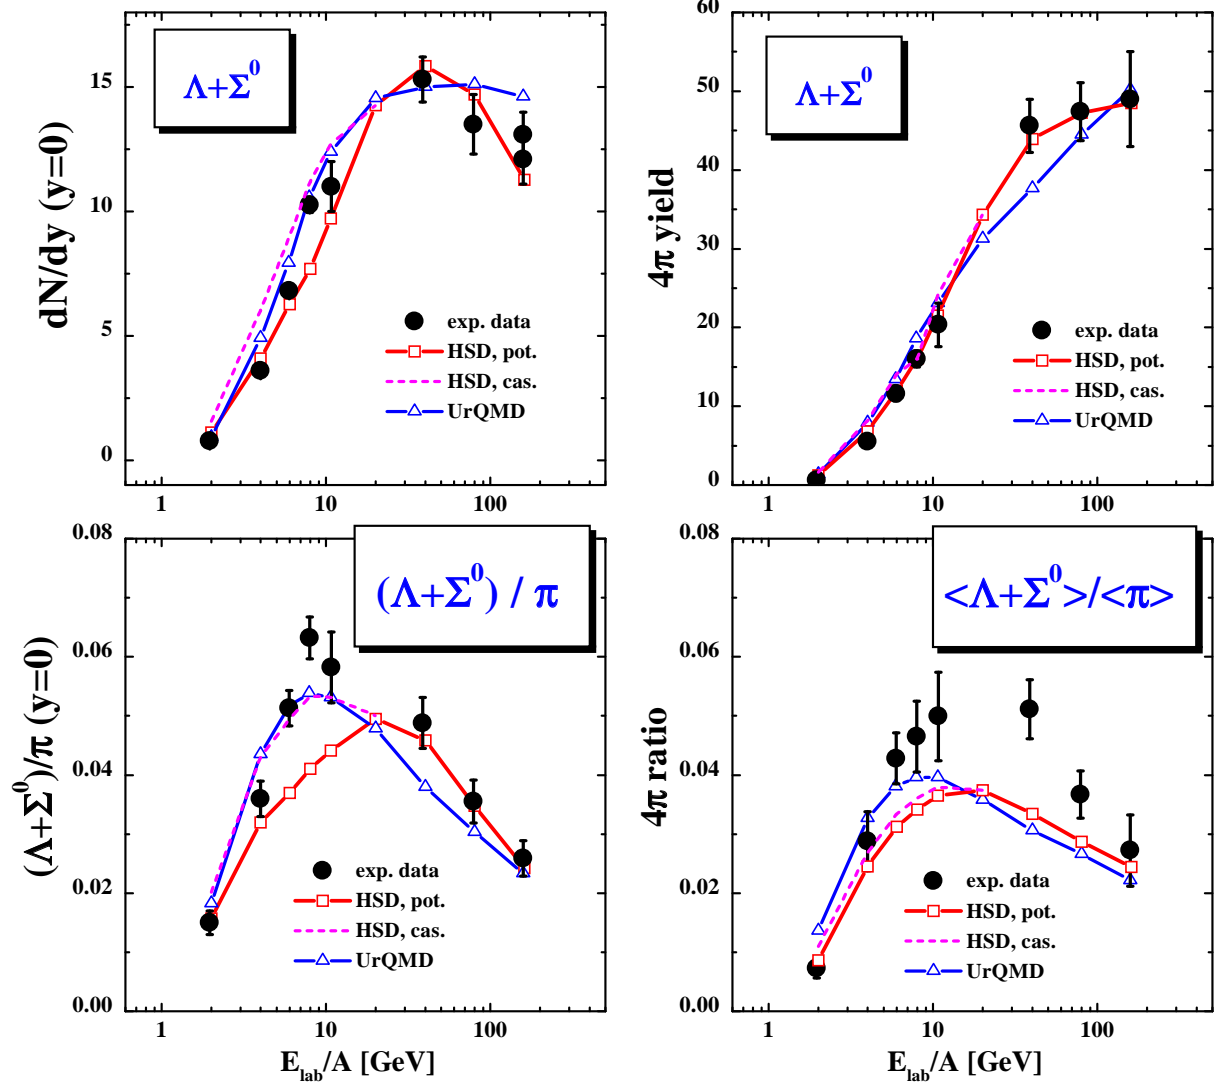 Λ+Σ⁰
dN/dy (y=0)
15
10
5
0
exp. data
HSD, pot.
HSD, cas.
UrQMD
1
10
100
Λ+Σ⁰
4π yield
60
50
40
30
20
10
0
exp. data
HSD, pot.
HSD, cas.
UrQMD
1
10
100
(Λ+Σ⁰) / π
(Λ+Σ⁰)/π (y=0)
0.08
0.06
0.04
0.02
0.00
exp. data
HSD, pot.
HSD, cas.
UrQMD
1
10
100
E_lab/A [GeV]
<Λ+Σ⁰>/<π>
4π ratio
0.08
0.06
0.04
0.02
0.00
exp. data
HSD, pot.
HSD, cas.
UrQMD
1
10
100
E_lab/A [GeV]